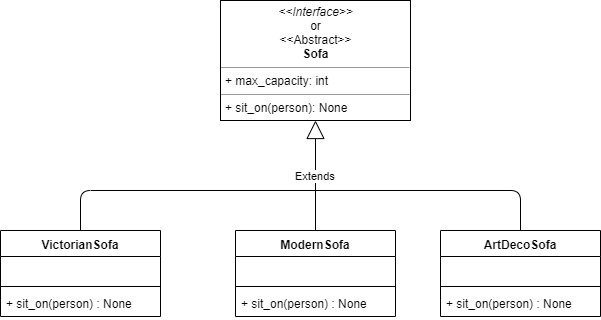 <<Interface>>
or
<<Abstract>>
Sofa
+ max_capacity: int
+ sit_on(person): None
Extends
VictorianSofa
ModernSofa
ArtDecoSofa
+ sit_on(person) : None
+ sit_on(person) : None
+ sit_on(person) : None